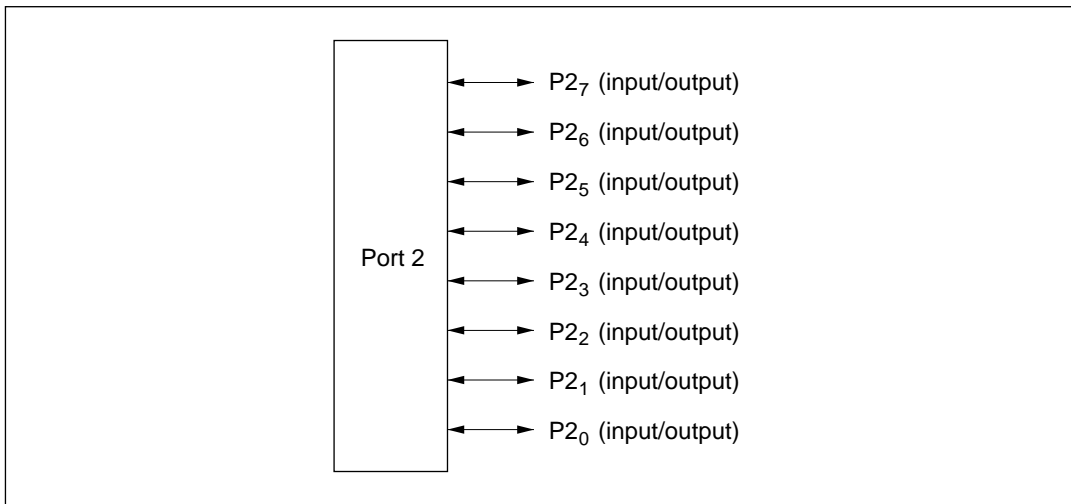 P2₇ (input/output)
P2₆ (input/output)
P2₅ (input/output)
P2₄ (input/output)
Port 2
P2₃ (input/output)
P2₂ (input/output)
P2₁ (input/output)
P2₀ (input/output)